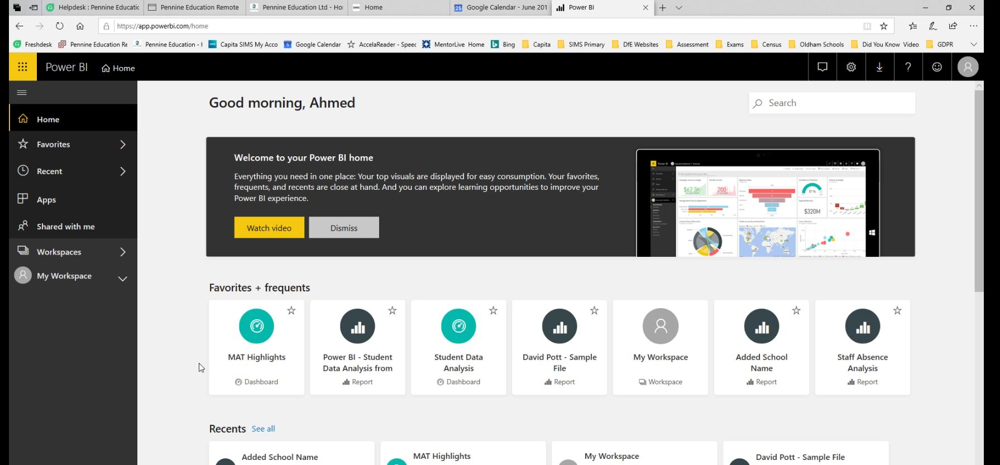 Helpdesk : Pennine Educatic
Pennine Education Remote
Pennine Education Ltd - Ho
SIMS Home
25 Google Calendar - June 201
Power BI
https://app.powerbi.com/home
Freshdesk
Pennine Education Re
Pennine Education - H
SIMS Capita SIMS My Acco
Google Calendar
AccelaReader - Speec
MentorLive Home
Bing
Capita
SIMS Primary
DfE Websites
Assessment
Exams
Census
Oldham Schools
Did You Know Video
GDPR
Power BI
Home
Good morning, Ahmed
Search
Home
Favorites
Recent
Apps
Shared with me
Workspaces
My Workspace
Welcome to your Power BI home
Everything you need in one place: Your top visuals are displayed for easy consumption. Your favorites,
frequents, and recents are close at hand. And you can explore learning opportunities to improve your
Power BI experience.
Watch video
Dismiss
$62.3K
200
87 %
$320M
Favorites + frequents
MAT Highlights
Dashboard
Power BI - Student
Data Analysis from
Report
Student Data
Analysis
Dashboard
David Pott - Sample
File
Report
My Workspace
Workspace
Added School
Name
Report
Staff Absence
Analysis
Report
Recents See all
Added School Name
MAT Highlights
My Workspace
David Pott - Sample File